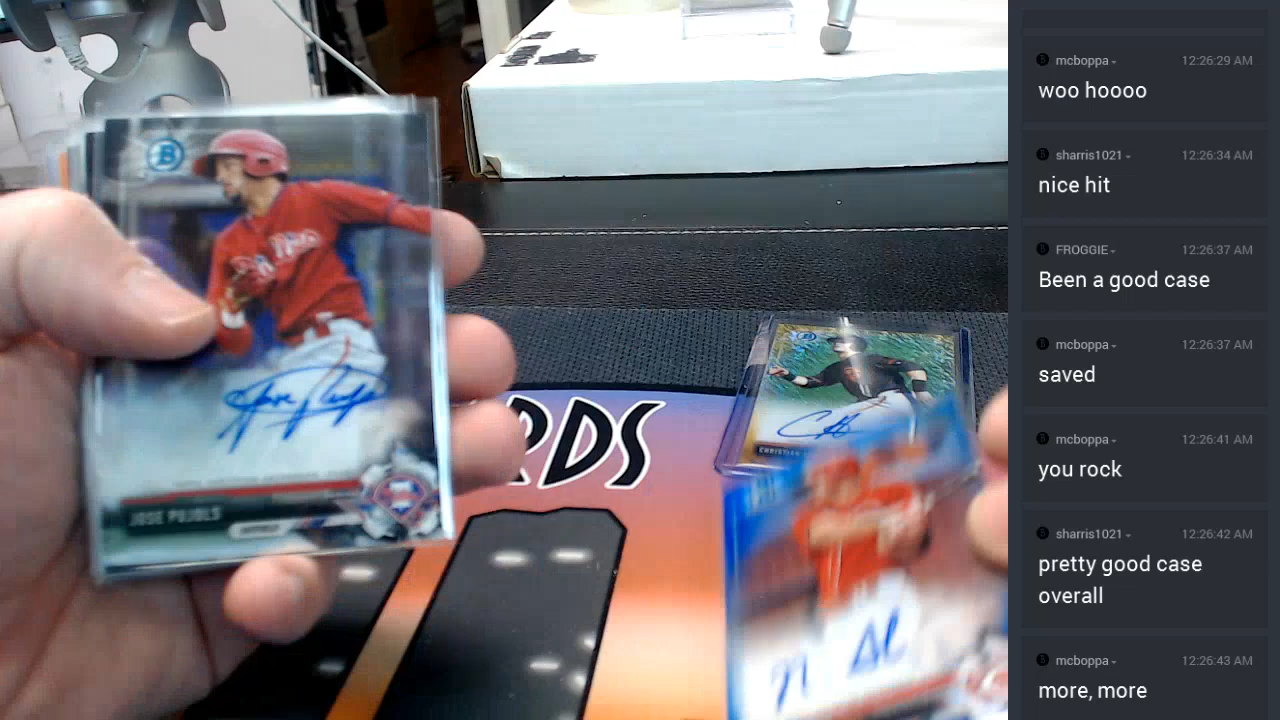 B
Phillies
JOSE PUJOLS
RDS
CHRISTIAN
mcboppa
12:26:29 AM
woo hoooo
sharris1021
12:26:34 AM
nice hit
FROGGIE
12:26:37 AM
Been a good case
mcboppa
12:26:37 AM
saved
mcboppa
12:26:41 AM
you rock
sharris1021
12:26:42 AM
pretty good case
overall
mcboppa
12:26:43 AM
more, more